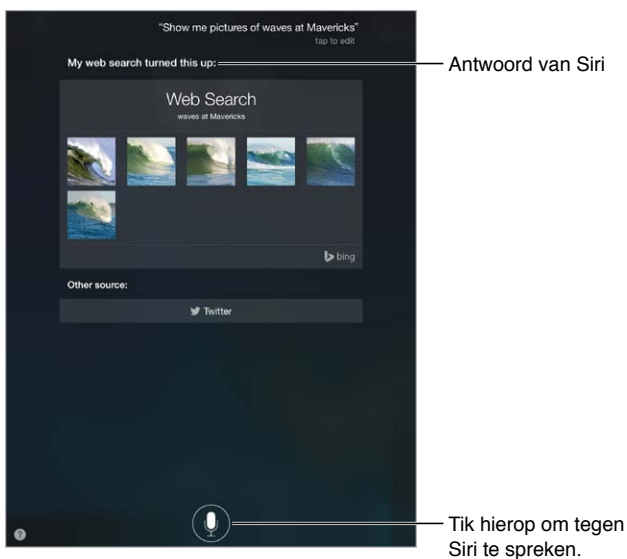 “Show me pictures of waves at Mavericks”
tap to edit
My web search turned this up:
Antwoord van Siri
Web Search
waves at Mavericks
bing
Other source:
Twitter
?
Tik hierop om tegen
Siri te spreken.